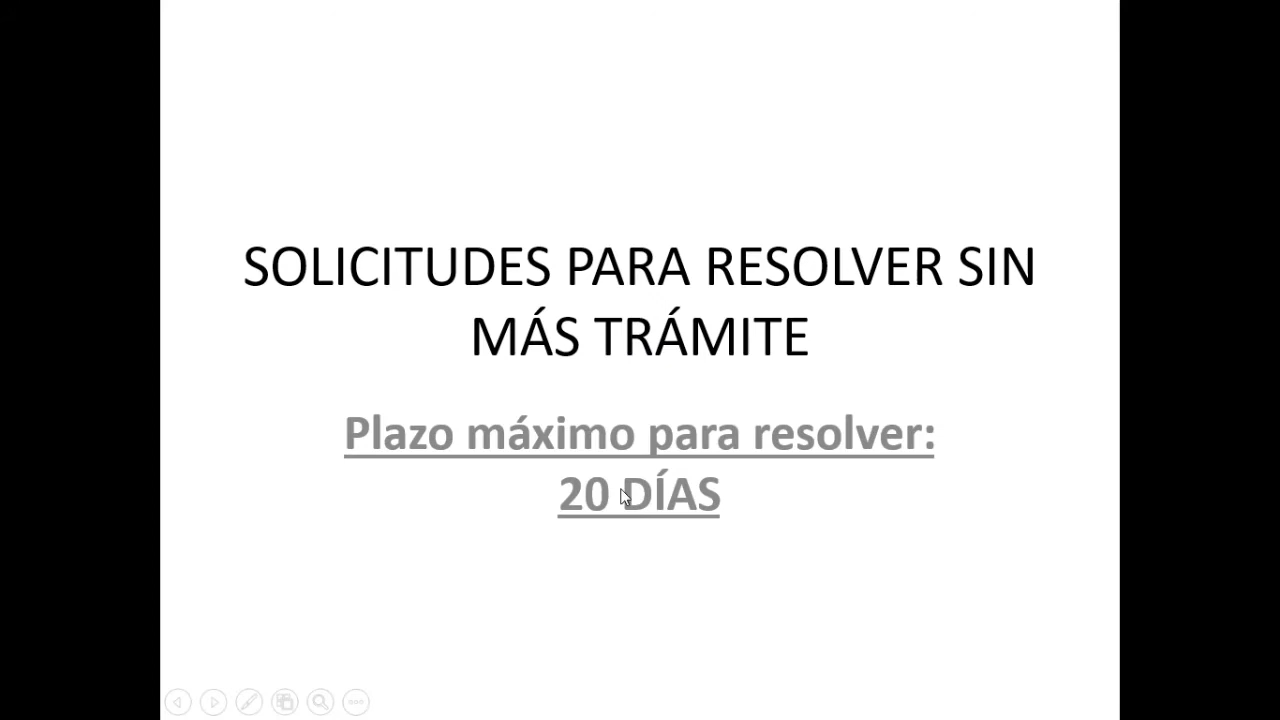 SOLICITUDES PARA RESOLVER SIN
MÁS TRÁMITE
Plazo máximo para resolver:
20 DÍAS